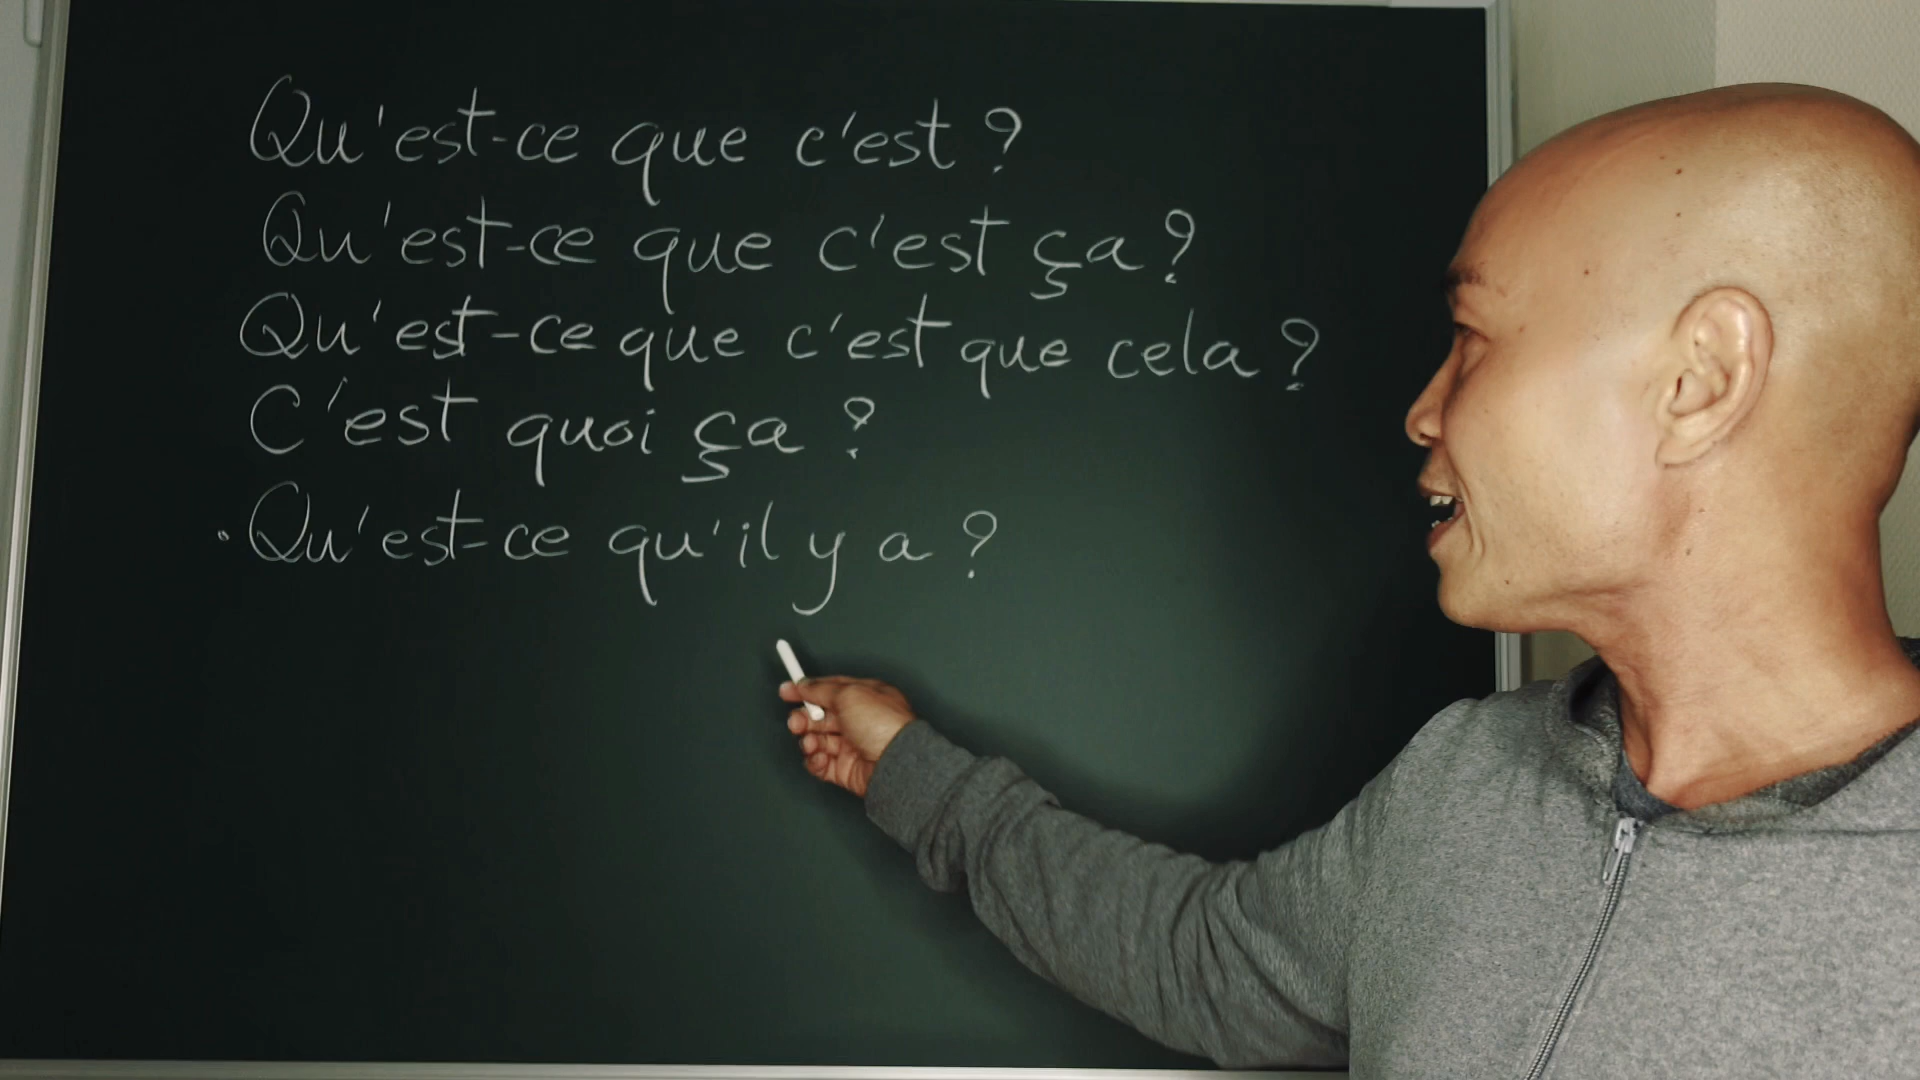 Qu'est-ce que c'est ?
Qu'est-ce que c'est ça ?
Qu'est-ce que c'est que cela ?
C'est quoi ça ?
. Qu'est-ce qu'il y a ?